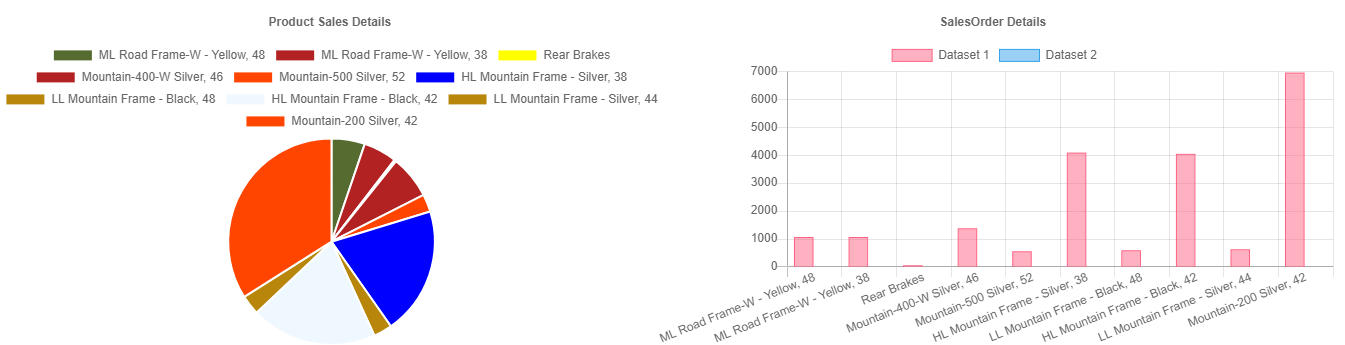 Product Sales Details
ML Road Frame-W - Yellow, 48 ML Road Frame-W - Yellow, 38 Rear Brakes
Mountain-400-W Silver, 46 Mountain-500 Silver, 52 HL Mountain Frame - Silver, 38
LL Mountain Frame - Black, 48 HL Mountain Frame - Black, 42 LL Mountain Frame - Silver, 44
Mountain-200 Silver, 42
SalesOrder Details
Dataset 1 Dataset 2
7000
6000
5000
4000
3000
2000
1000
0
ML Road Frame-W - Yellow, 48
ML Road Frame-W - Yellow, 38
Rear Brakes
Mountain-400-W Silver, 46
Mountain-500 Silver, 52
HL Mountain Frame - Silver, 38
LL Mountain Frame - Black, 48
HL Mountain Frame - Black, 42
LL Mountain Frame - Silver, 44
Mountain-200 Silver, 42